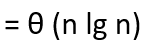 = θ (n lg n)